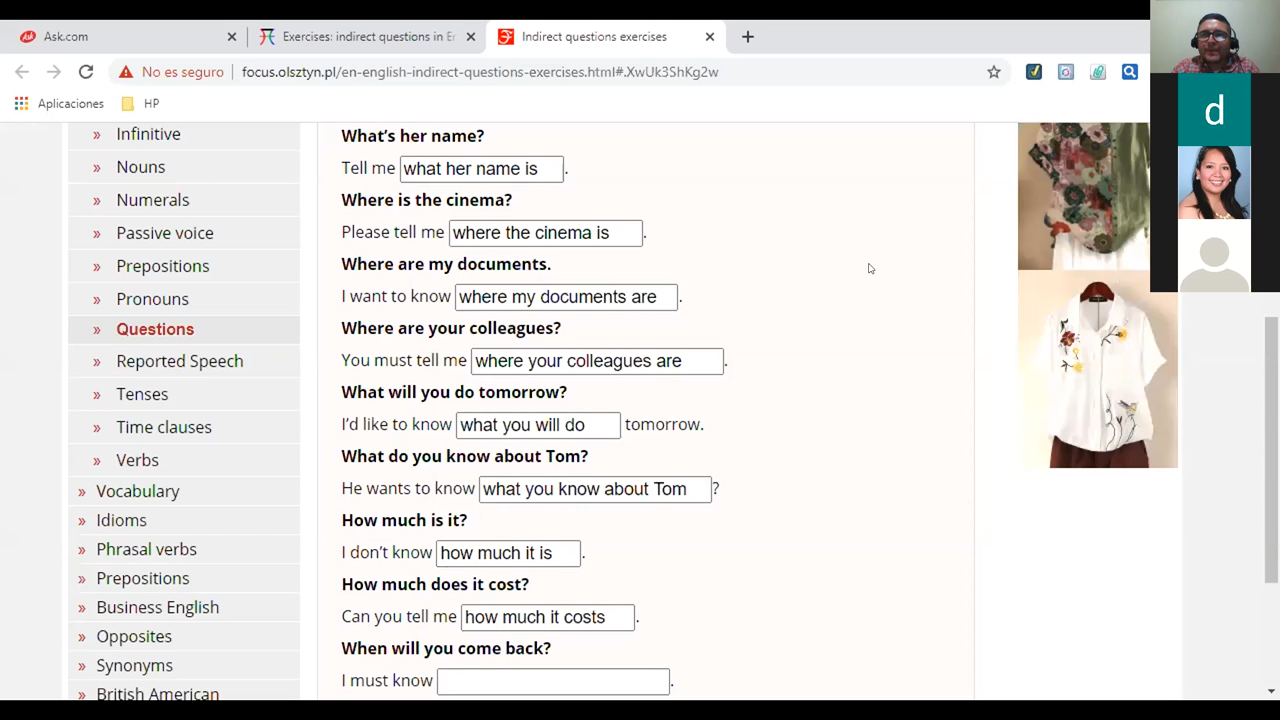 Ask.com
Exercises: indirect questions in Er
Indirect questions exercises
No es seguro
focus.olsztyn.pl/en-english-indirect-questions-exercises.html#.XwUk3ShKg2w
Aplicaciones
HP
d
» Infinitive
» Nouns
» Numerals
» Passive voice
» Prepositions
» Pronouns
» Questions
» Reported Speech
» Tenses
» Time clauses
» Verbs
» Vocabulary
» Idioms
» Phrasal verbs
» Prepositions
» Business English
» Opposites
» Synonyms
» British American
What's her name?
Tell me what her name is .
Where is the cinema?
Please tell me where the cinema is .
Where are my documents.
I want to know where my documents are .
Where are your colleagues?
You must tell me where your colleagues are .
What will you do tomorrow?
I'd like to know what you will do tomorrow.
What do you know about Tom?
He wants to know what you know about Tom ?
How much is it?
I don't know how much it is .
How much does it cost?
Can you tell me how much it costs .
When will you come back?
I must know .